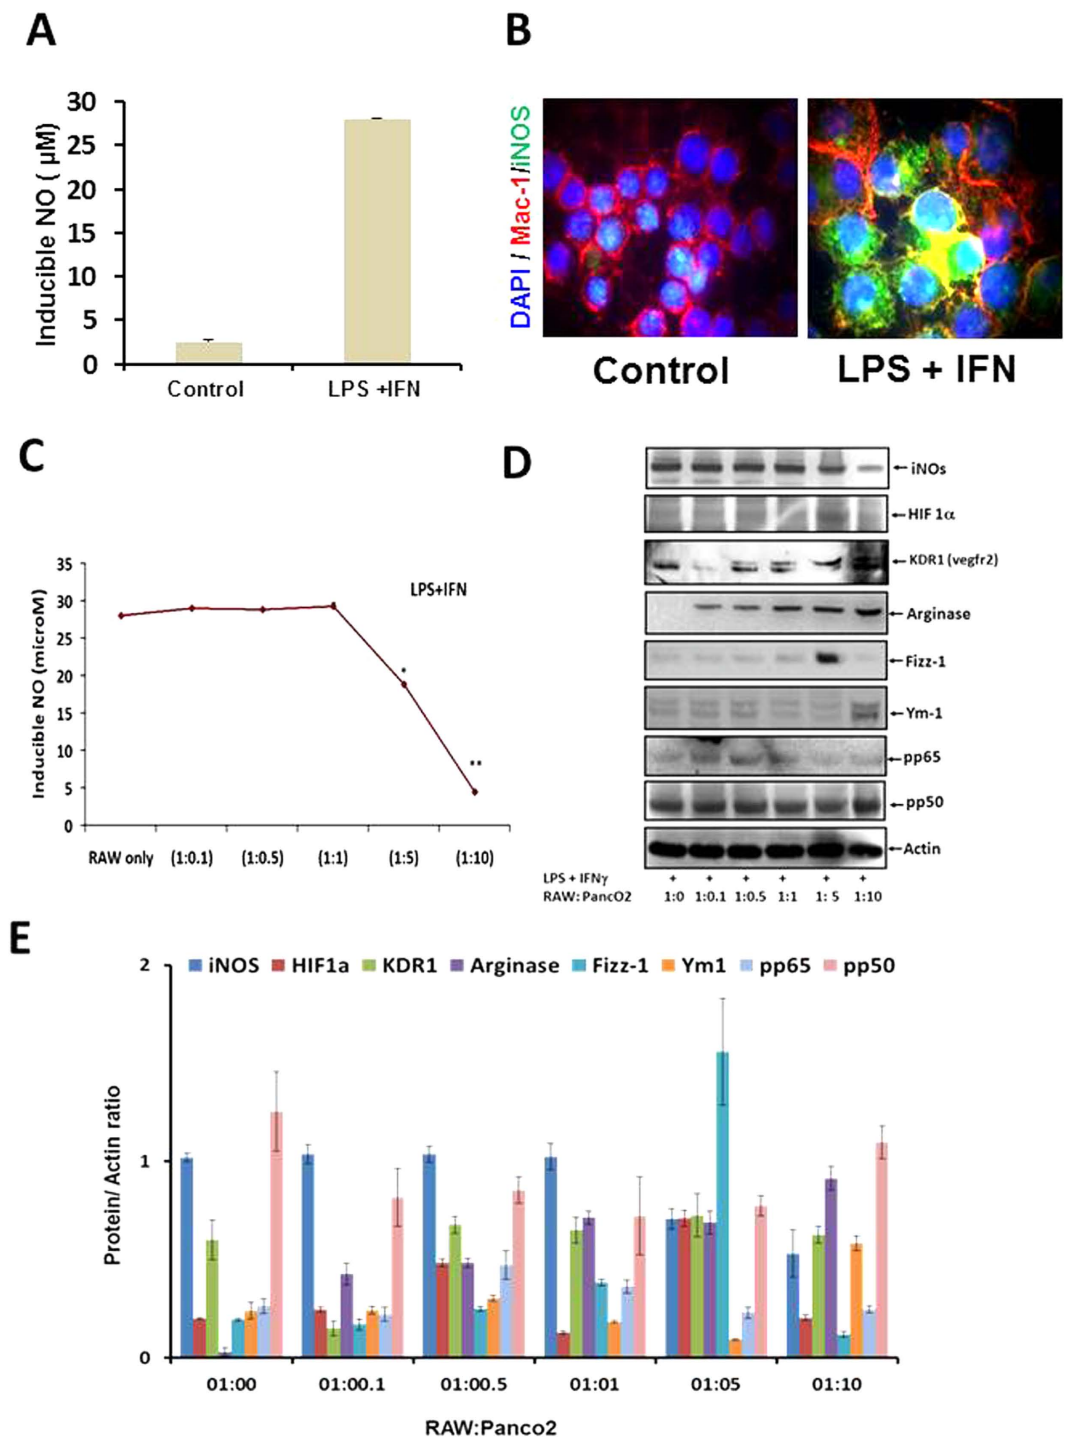 A
Inducible NO ( µM)
30
25
20
15
10
5
0
Control
LPS +IFN
B
DAPI / Mac-1/iNOS
Control
LPS + IFN
C
Inducible NO (microM)
35
30
25
20
15
10
5
0
LPS+IFN
*
**
RAW only
(1:0.1)
(1:0.5)
(1:1)
(1:5)
(1:10)
D
iNOs
HIF 1α
KDR1 (vegfr2)
Arginase
Fizz-1
Ym-1
pp65
pp50
Actin
LPS + IFNγ + + + + + +
RAW: PancO2 1:0 1:0.1 1:0.5 1:1 1: 5 1:10
E
iNOS HIF1a KDR1 Arginase Fizz-1 Ym1 pp65 pp50
Protein/ Actin ratio
2
1
0
01:00 01:00.1 01:00.5 01:01 01:05 01:10
RAW:Panco2